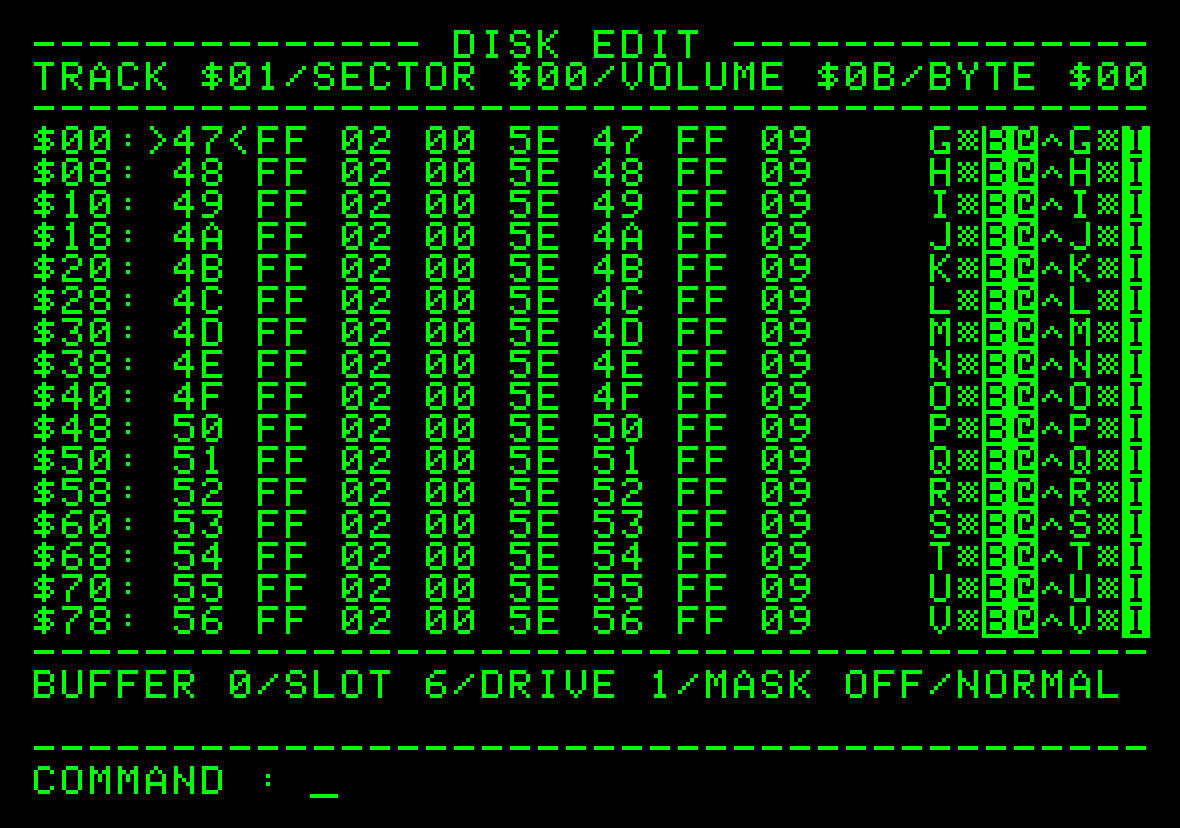 -------------- DISK EDIT ---------------
TRACK $01/SECTOR $00/VOLUME $0B/BYTE $00
----------------------------------------
$00: >47<FF 02 00 5E 47 FF 09 G▒B@^G▒I
$08: 48 FF 02 00 5E 48 FF 09 H▒B@^H▒I
$10: 49 FF 02 00 5E 49 FF 09 I▒B@^I▒I
$18: 4A FF 02 00 5E 4A FF 09 J▒B@^J▒I
$20: 4B FF 02 00 5E 4B FF 09 K▒B@^K▒I
$28: 4C FF 02 00 5E 4C FF 09 L▒B@^L▒I
$30: 4D FF 02 00 5E 4D FF 09 M▒B@^M▒I
$38: 4E FF 02 00 5E 4E FF 09 N▒B@^N▒I
$40: 4F FF 02 00 5E 4F FF 09 O▒B@^O▒I
$48: 50 FF 02 00 5E 50 FF 09 P▒B@^P▒I
$50: 51 FF 02 00 5E 51 FF 09 Q▒B@^Q▒I
$58: 52 FF 02 00 5E 52 FF 09 R▒B@^R▒I
$60: 53 FF 02 00 5E 53 FF 09 S▒B@^S▒I
$68: 54 FF 02 00 5E 54 FF 09 T▒B@^T▒I
$70: 55 FF 02 00 5E 55 FF 09 U▒B@^U▒I
$78: 56 FF 02 00 5E 56 FF 09 V▒B@^V▒I
----------------------------------------
BUFFER 0/SLOT 6/DRIVE 1/MASK OFF/NORMAL
----------------------------------------
COMMAND : _